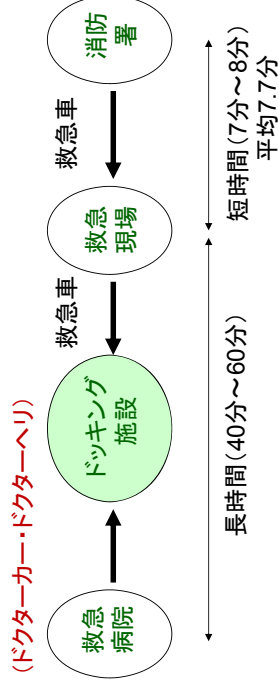 (ドクターカー・ドクターヘリ)
救急
病院
ドッキング
施設
救急車
救急
現場
救急車
消防
署
長時間(40分～60分)
短時間(7分～8分)
平均7.7分